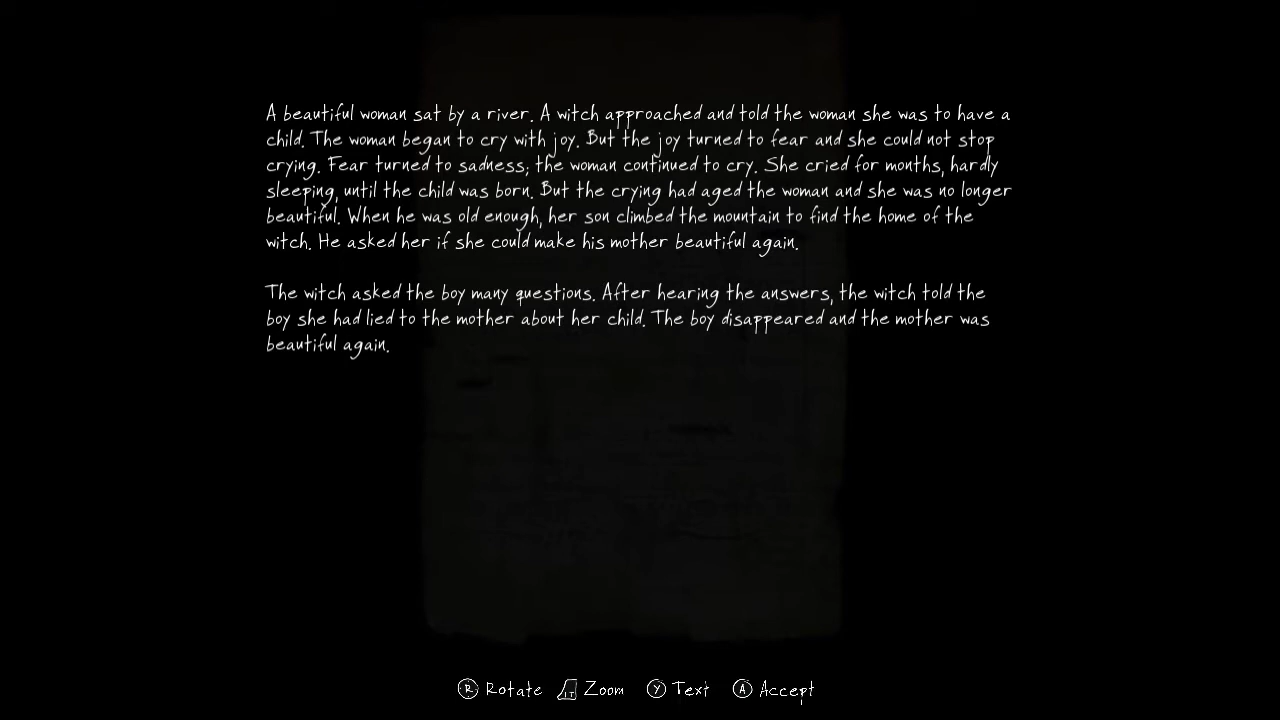 A beautiful woman sat by a river. A witch approached and told the woman she was to have a
child. The woman began to cry with joy. But the joy turned to fear and she could not stop
crying. Fear turned to sadness; the woman continued to cry. She cried for months, hardly
sleeping, until the child was born. But the crying had aged the woman and she was no longer
beautiful. When he was old enough, her son climbed the mountain to find the home of the
witch. He asked her if she could make his mother beautiful again.
The witch asked the boy many questions. After hearing the answers, the witch told the
boy she had lied to the mother about her child. The boy disappeared and the mother was
beautiful again.
R Rotate LT Zoom Y Text A Accept